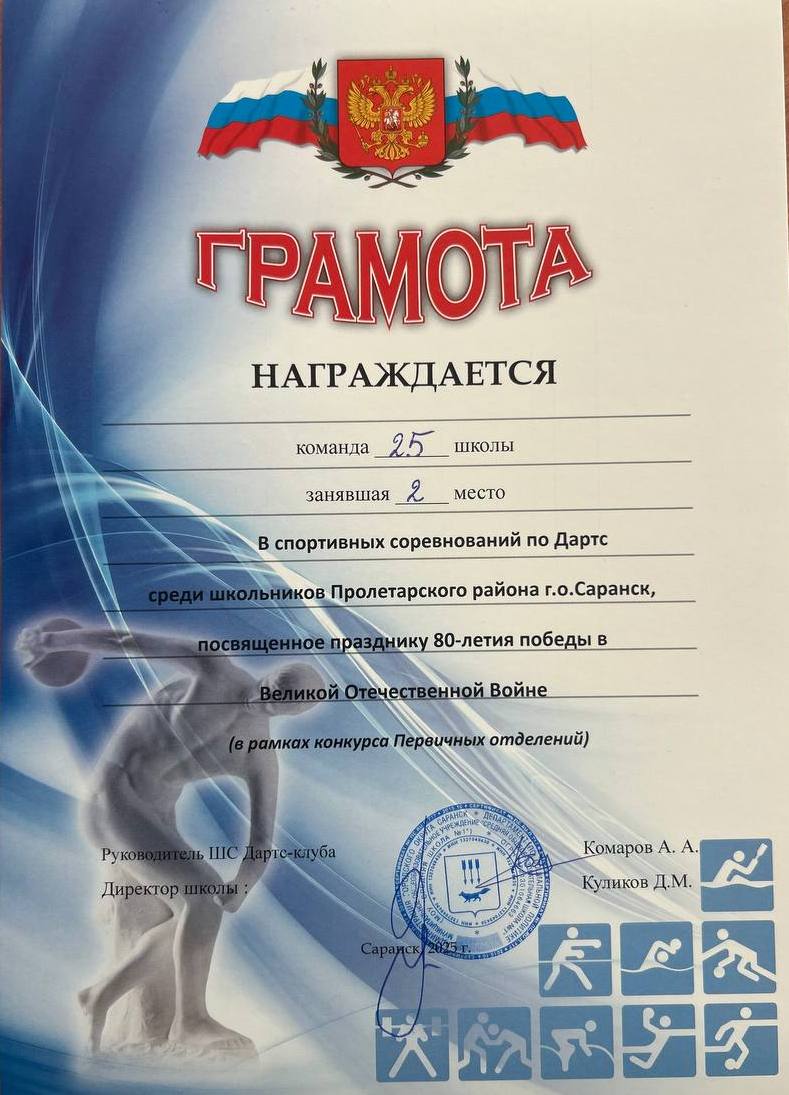 ГРАМОТА
НАГРАЖДАЕТСЯ
команда 25 школы
занявшая 2 место
В спортивных соревнований по Дартс
среди школьников Пролетарского района г.о.Саранск,
посвященное празднику 80-летия победы в
Великой Отечественной Войне
(в рамках конкурса Первичных отделений)
Руководитель ШС Дартс-клуба Комаров А. А.
Директор школы : Куликов Д.М.
Саранск, 2025 г.